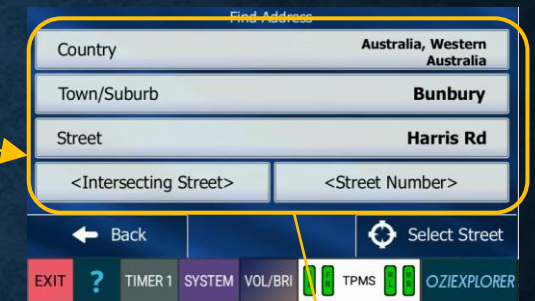 Find Address
Country Australia, Western
Australia
Town/Suburb Bunbury
Street Harris Rd
<Intersecting Street> <Street Number>
Back Select Street
EXIT ? TIMER 1 SYSTEM VOL/BRI TPMS OZIEXPLORER